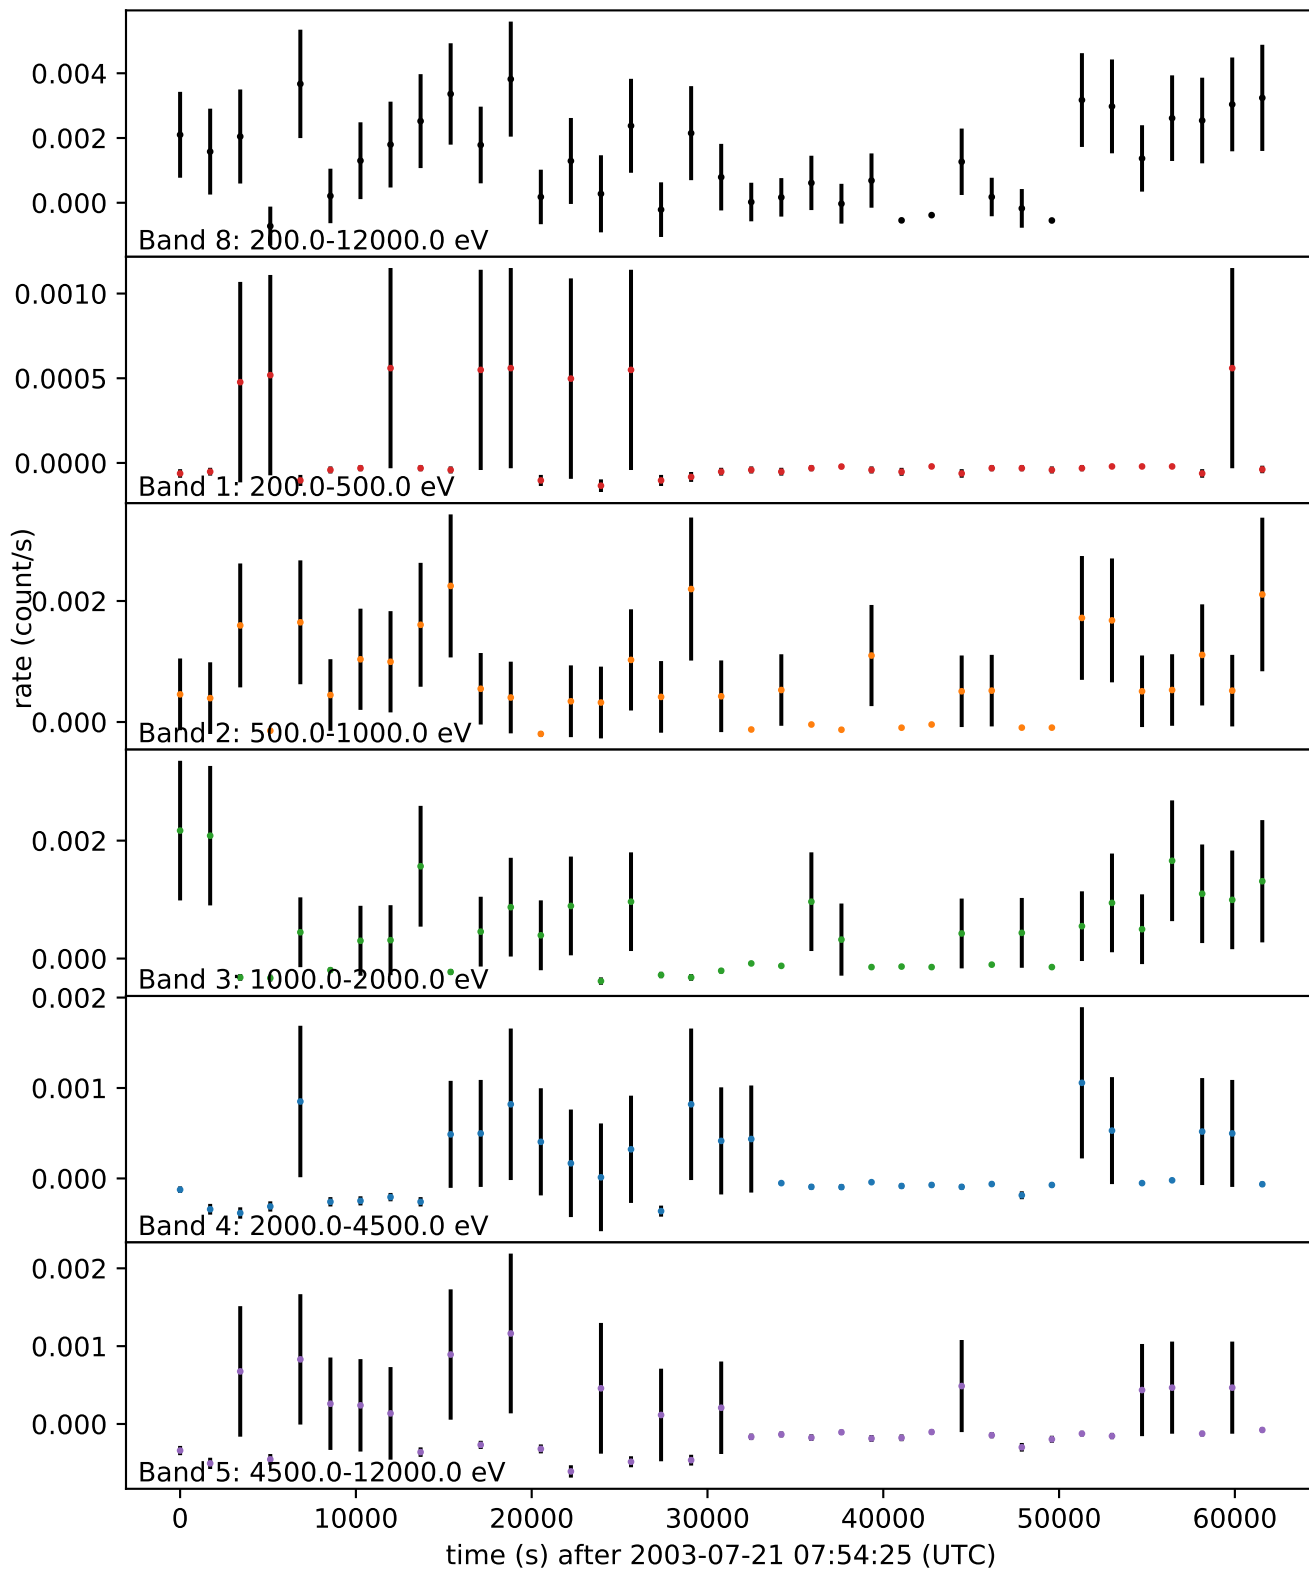 0.004
0.002
0.000
Band 8: 200.0-12000.0 eV
0.0010
0.0005
0.0000
Band 1: 200.0-500.0 eV
rate (count/s)
0.002
0.000
Band 2: 500.0-1000.0 eV
0.002
0.000
Band 3: 1000.0-2000.0 eV
0.002
0.001
0.000
Band 4: 2000.0-4500.0 eV
0.002
0.001
0.000
Band 5: 4500.0-12000.0 eV
0 10000 20000 30000 40000 50000 60000
time (s) after 2003-07-21 07:54:25 (UTC)